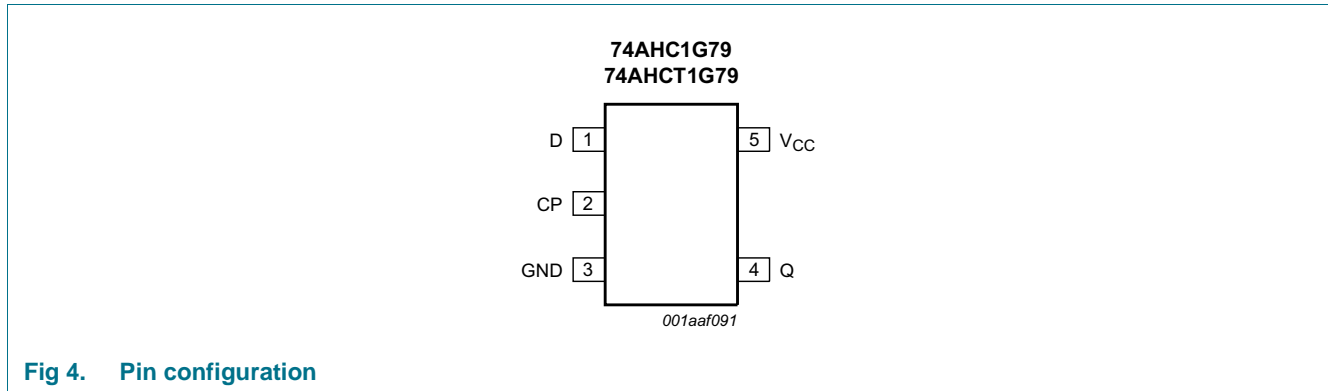 74AHC1G79
74AHCT1G79
D 1 5 VCC
CP 2
GND 3 4 Q
001aaf091
Fig 4. Pin configuration